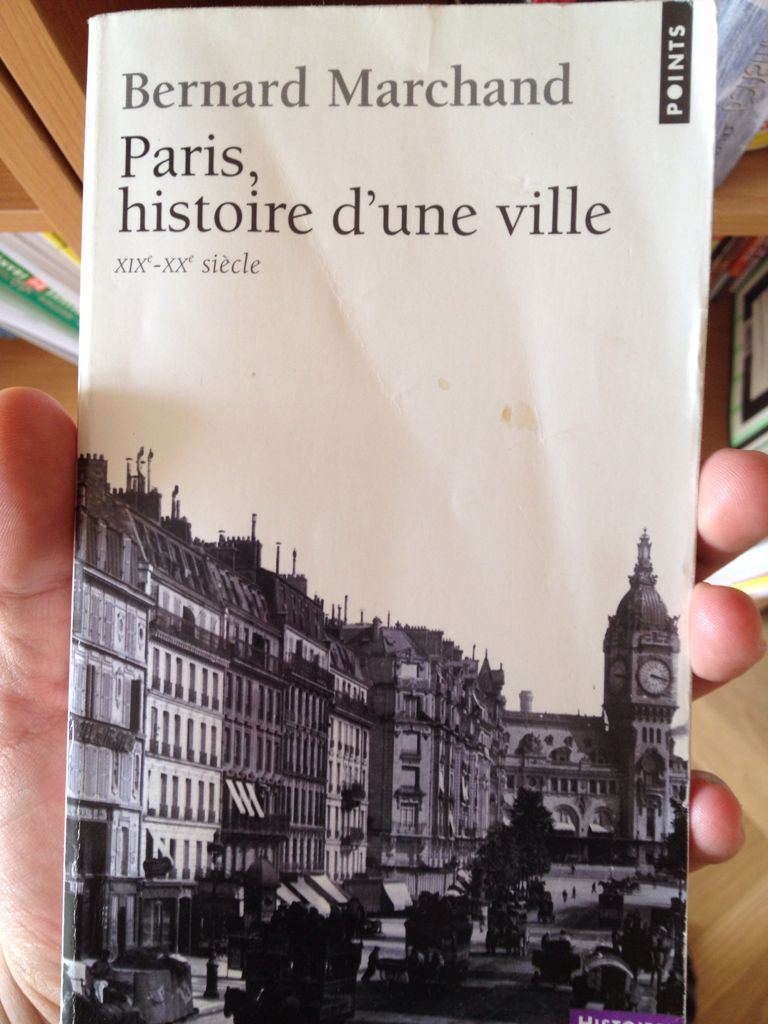 POINTS
Bernard Marchand
Paris,
histoire d'une ville
XIXe-XXe siècle